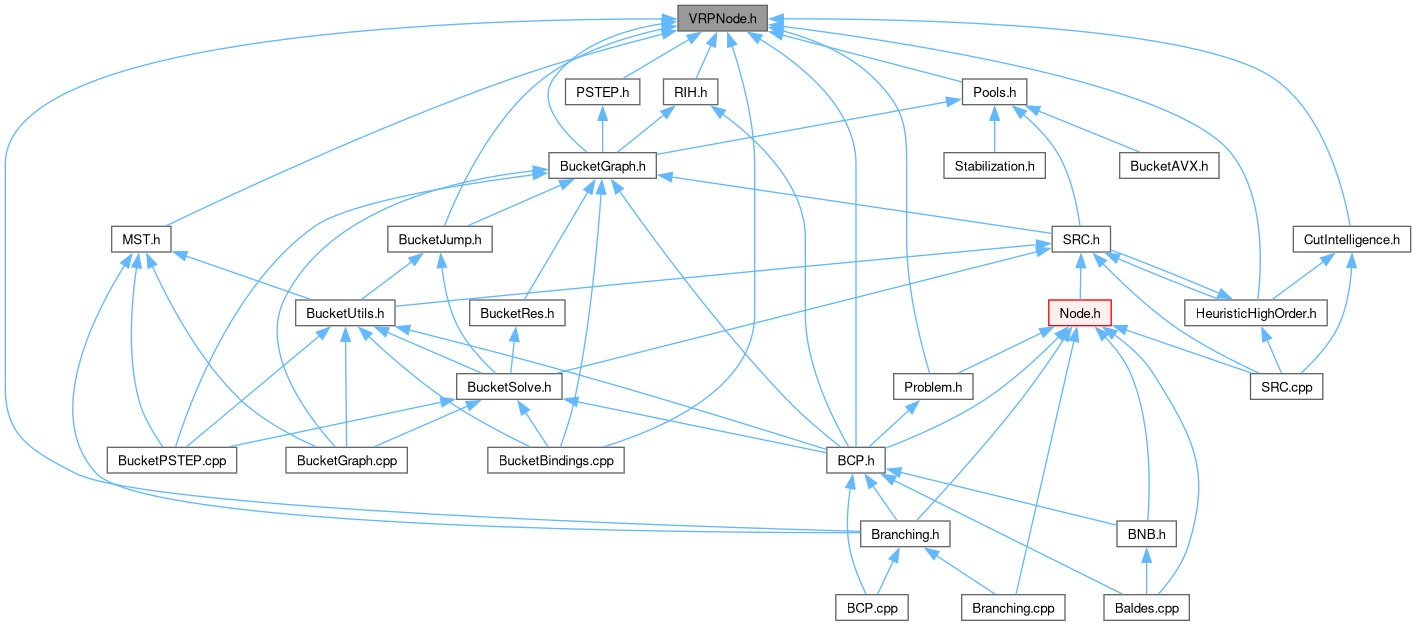 VRPNode.h
PSTEP.h
RIH.h
Pools.h
BucketGraph.h
Stabilization.h
BucketAVX.h
MST.h
BucketJump.h
SRC.h
CutIntelligence.h
BucketUtils.h
BucketRes.h
Node.h
HeuristicHighOrder.h
BucketSolve.h
Problem.h
SRC.cpp
BucketPSTEP.cpp
BucketGraph.cpp
BucketBindings.cpp
BCP.h
Branching.h
BNB.h
BCP.cpp
Branching.cpp
Baldes.cpp